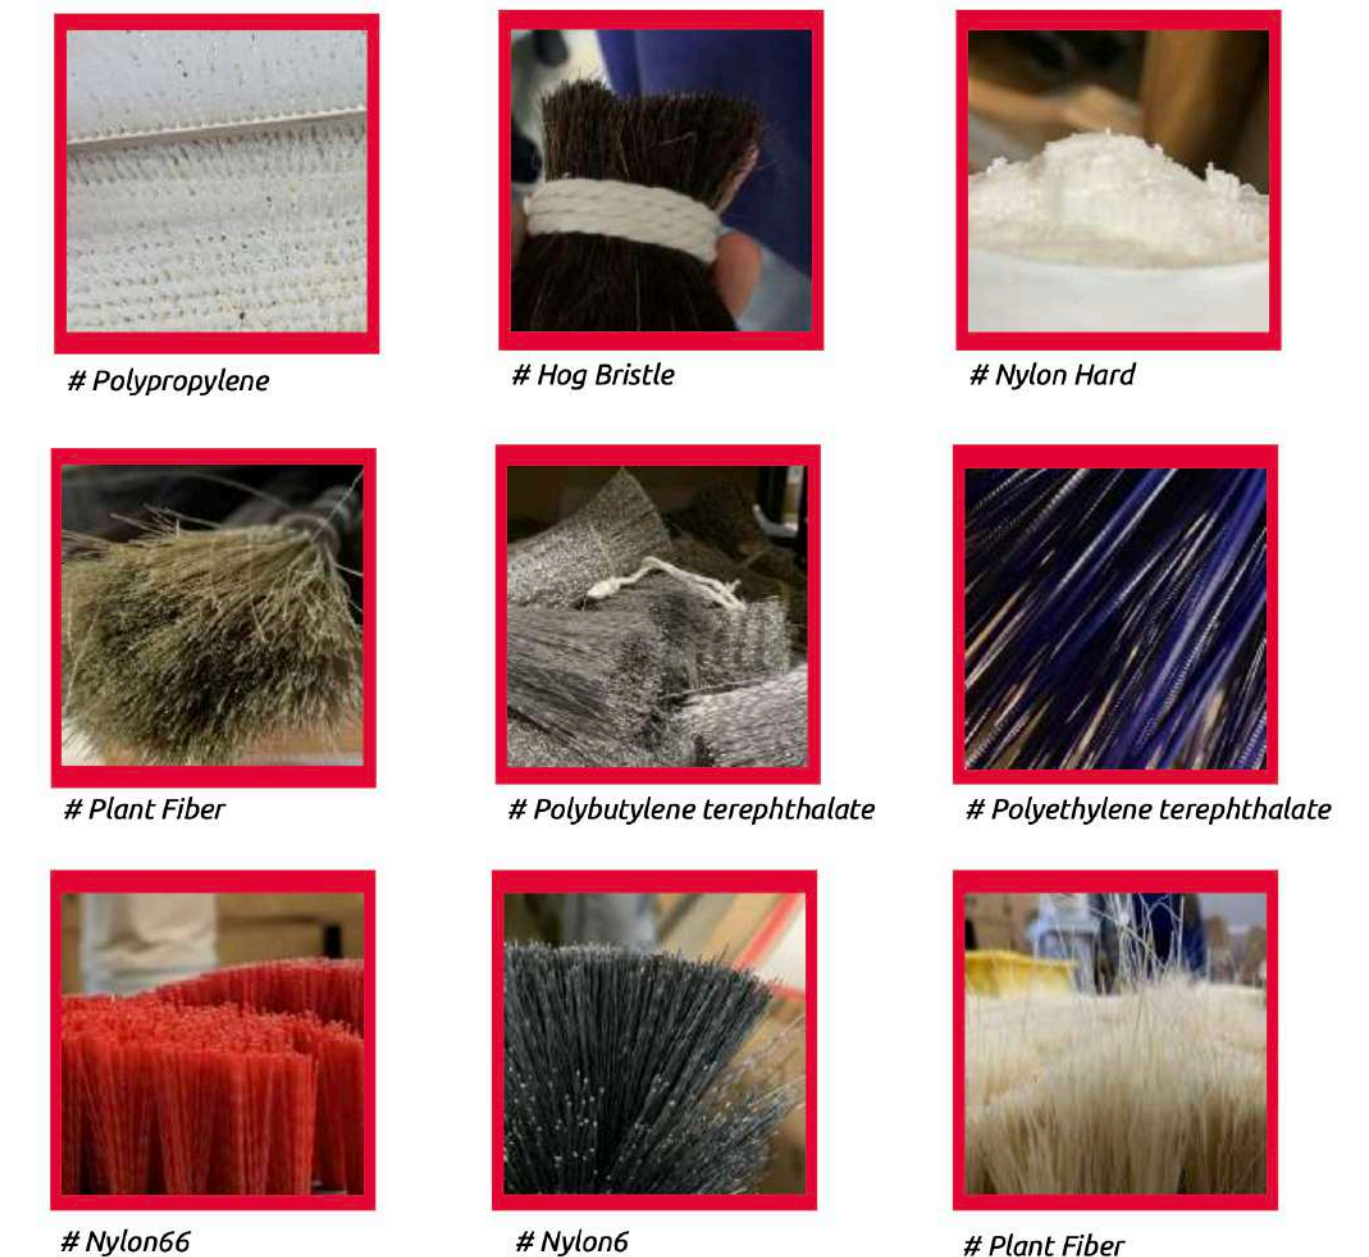 # Polypropylene
# Hog Bristle
# Nylon Hard
# Plant Fiber
# Polybutylene terephthalate
# Polyethylene terephthalate
# Nylon66
# Nylon6
# Plant Fiber